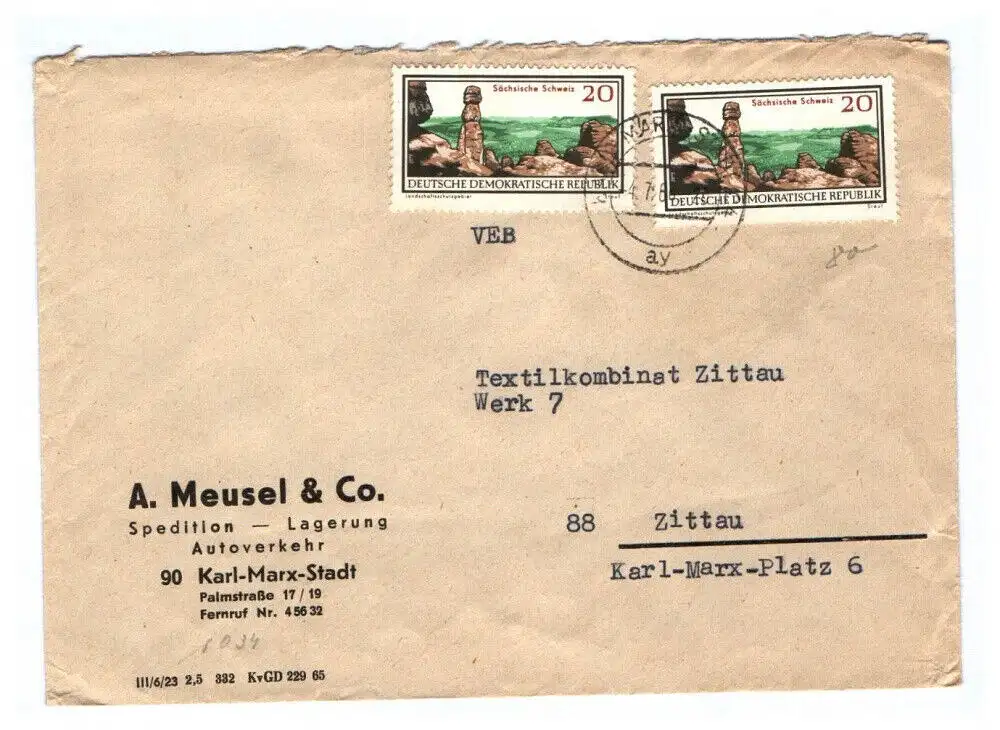 Sächsische Schweiz 20
DEUTSCHE DEMOKRATISCHE REPUBLIK
Landschaftsschutzgebiet
Sächsische Schweiz 20
DEUTSCHE DEMOKRATISCHE REPUBLIK
ay
VEB
Textilkombinat Zittau
Werk 7
88 Zittau
Karl-Marx-Platz 6
A. Meusel & Co.
Spedition — Lagerung
Autoverkehr
90 Karl-Marx-Stadt
Palmstraße 17/19
Fernruf Nr. 45632
III/6/23 2,5 332 KvGD 229 65